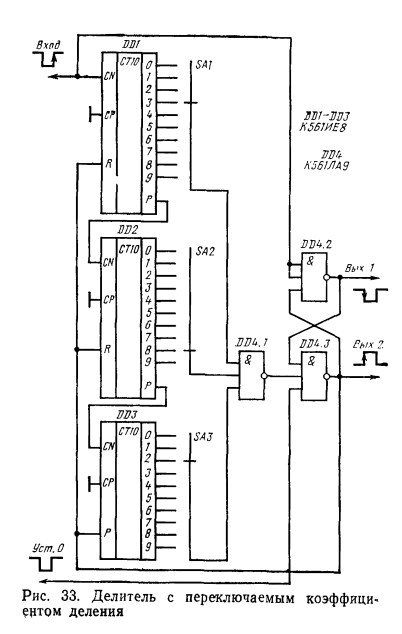 Вход
DD1
CT10
CN
CP
R
0
1
2
3
4
5
6
7
8
9
P
SA1
DD1-DD3
К561ИЕ8
DD4
К561ЛА9
DD2
CT10
CN
CP
R
0
1
2
3
4
5
6
7
8
9
P
SA2
DD4.2
&
Вых 1
DD4.1
&
DD4.3
&
Вых 2
DD3
CT10
CN
CP
P
0
1
2
3
4
5
6
7
8
9
SA3
Уст. 0
Рис. 33. Делитель с переключаемым коэффици-
ентом деления